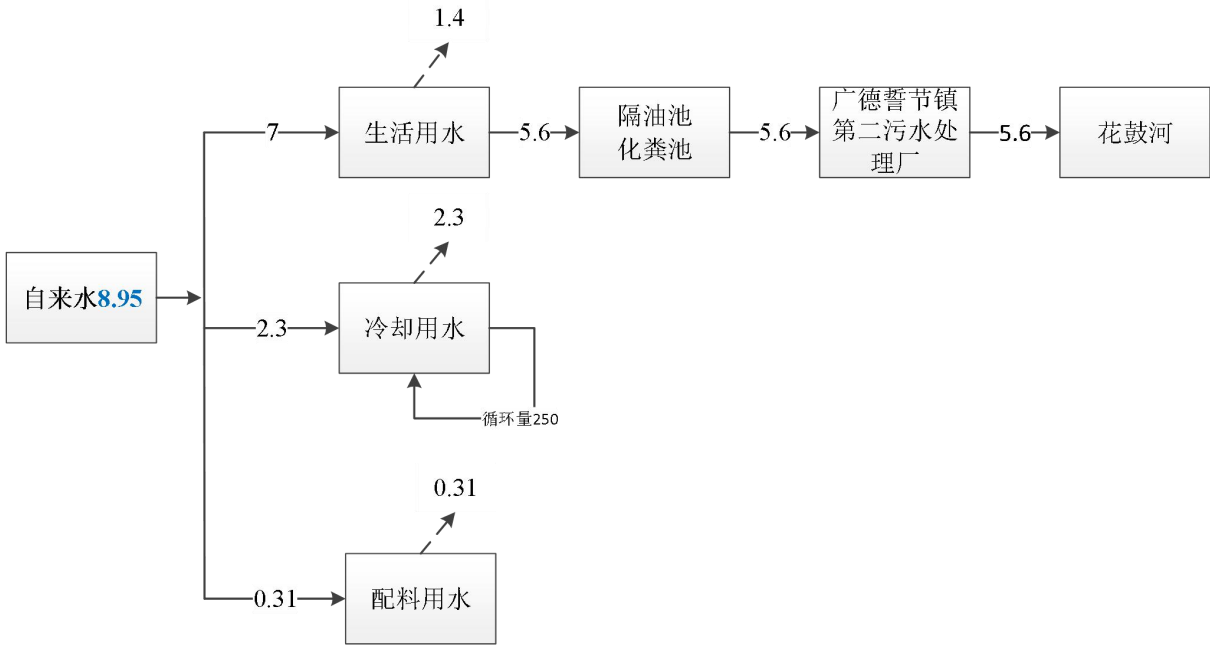 1.4
7
生活用水
5.6
隔油池
化粪池
5.6
广德誓节镇
第二污水处
理厂
5.6
花鼓河
2.3
自来水8.95
2.3
冷却用水
循环量250
0.31
0.31
配料用水